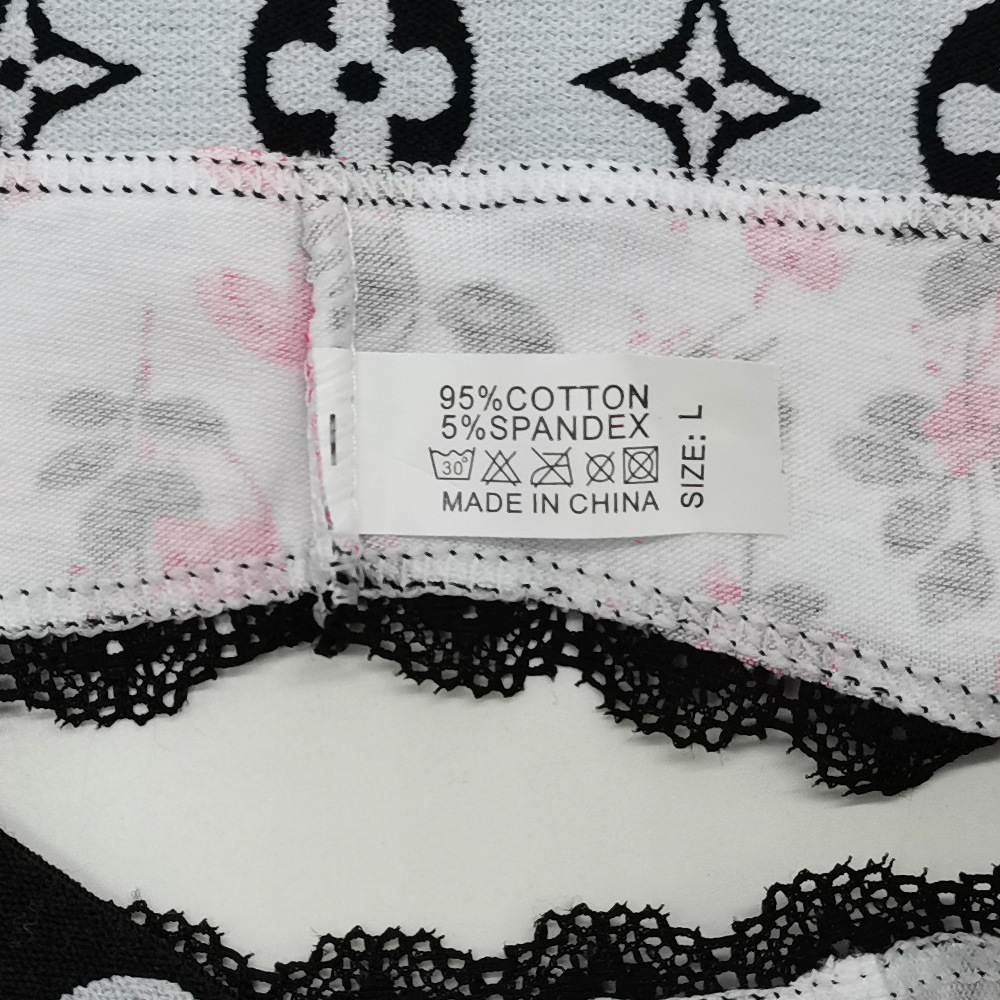 95%COTTON
5%SPANDEX
30°
MADE IN CHINA
SIZE: L